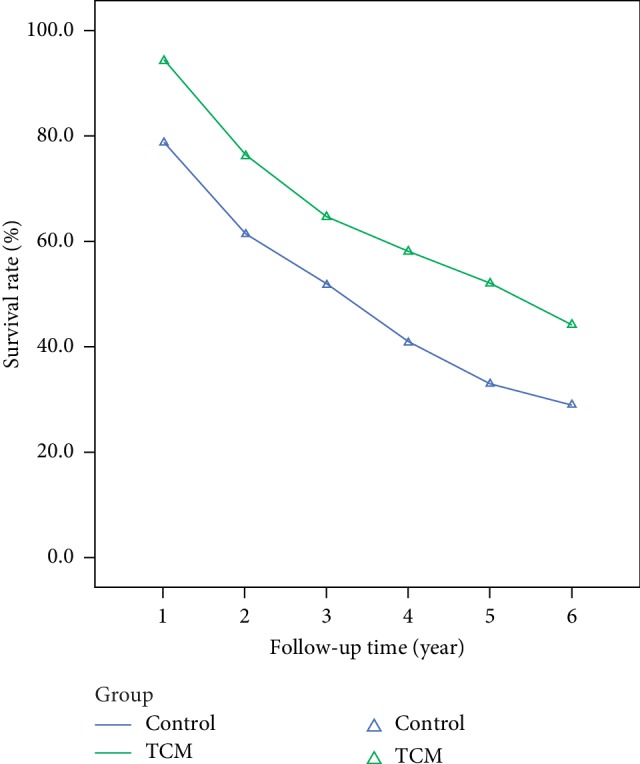 Survival rate (%)
100.0
80.0
60.0
40.0
20.0
0.0
1 2 3 4 5 6
Follow-up time (year)
Group
Control Control
TCM TCM